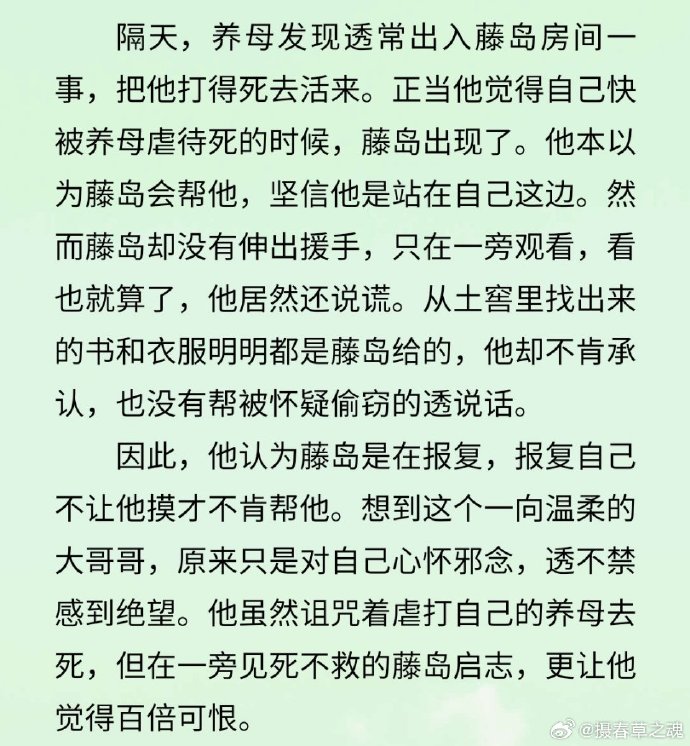 隔天，养母发现透常出入藤岛房间一
事，把他打得死去活来。正当他觉得自己快
被养母虐待死的时候，藤岛出现了。他本以
为藤岛会帮他，坚信他是站在自己这边。然
而藤岛却没有伸出援手，只在一旁观看，看
也就算了，他居然还说谎。从土窖里找出来
的书和衣服明明都是藤岛给的，他却不肯承
认，也没有帮被怀疑偷窃的透说话。
因此，他认为藤岛是在报复，报复自己
不让他摸才不肯帮他。想到这个一向温柔的
大哥哥，原来只是对自己心怀邪念，透不禁
感到绝望。他虽然诅咒着虐打自己的养母去
死，但在一旁见死不救的藤岛启志，更让他
觉得百倍可恨。
@摄春草之魂